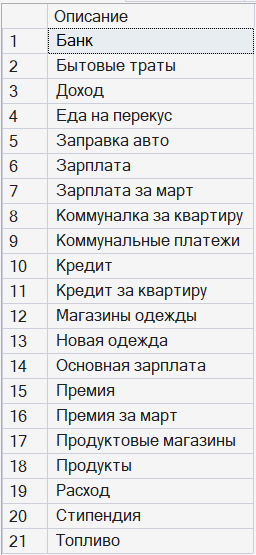 Описание
1 Банк
2 Бытовые траты
3 Доход
4 Еда на перекус
5 Заправка авто
6 Зарплата
7 Зарплата за март
8 Коммуналка за квартиру
9 Коммунальные платежи
10 Кредит
11 Кредит за квартиру
12 Магазины одежды
13 Новая одежда
14 Основная зарплата
15 Премия
16 Премия за март
17 Продуктовые магазины
18 Продукты
19 Расход
20 Стипендия
21 Топливо